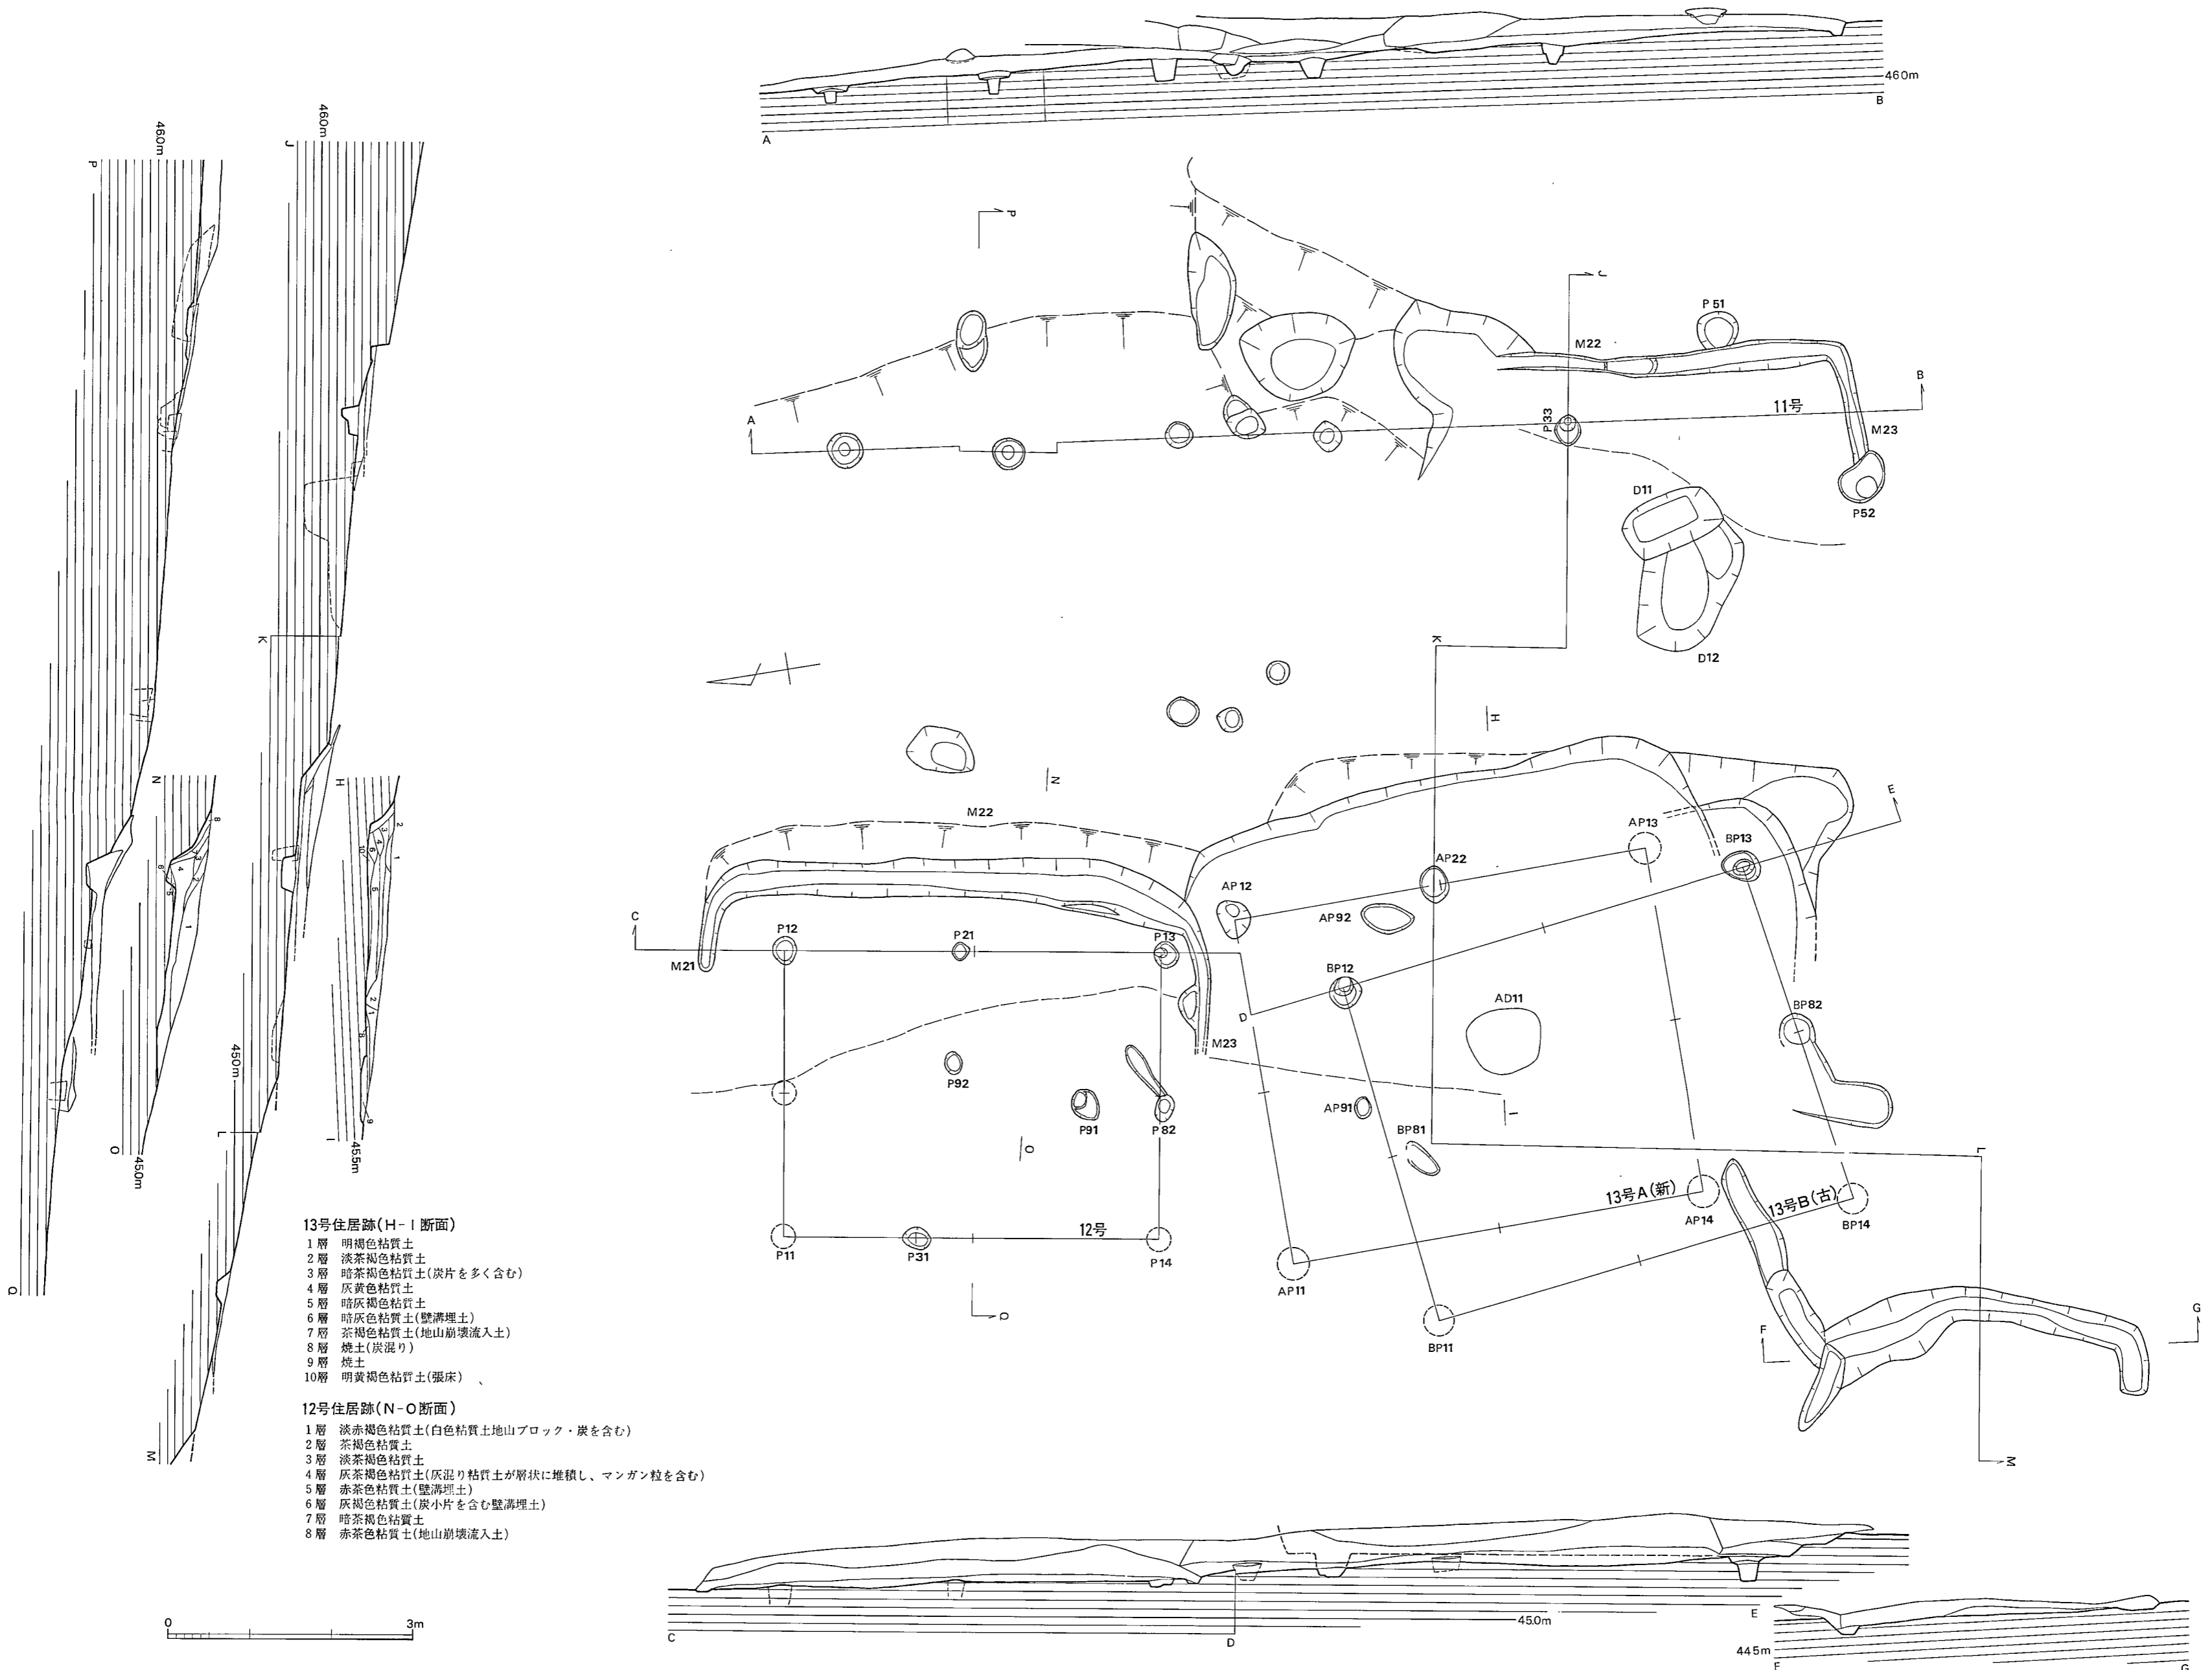 460m
A
B
P
460m
J
460m
P
J
P51
M22
B
11号
A
P33
M23
D11
P52
D12
K
K
H
N
N
H
M22
E
AP13
BP13
AP22
AP12
AP92
C
P12
P21
P13
M21
BP12
AD11
BP82
D
M23
P92
AP91
I
P91
P82
BP81
O
450m
L
L
O
450m
I
45.5m
13号A(新)
AP14
13号B(古)
BP14
P11
P31
12号
P14
AP11
BP11
Q
Q
F
G
M
M
13号住居跡(H-I断面)
1層 明褐色粘質土
2層 淡茶褐色粘質土
3層 暗茶褐色粘質土(炭片を多く含む)
4層 灰黄色粘質土
5層 暗灰褐色粘質土
6層 暗灰色粘質土(壁溝埋土)
7層 茶褐色粘質土(地山崩壊流入土)
8層 焼土(炭混り)
9層 焼土
10層 明黄褐色粘質土(張床)
12号住居跡(N-O断面)
1層 淡赤褐色粘質土(白色粘質土地山ブロック・炭を含む)
2層 茶褐色粘質土
3層 淡茶褐色粘質土
4層 灰茶褐色粘質土(灰混り粘質土が層状に堆積し、マンガン粒を含む)
5層 赤茶色粘質土(壁溝埋土)
6層 灰褐色粘質土(炭小片を含む壁溝埋土)
7層 暗茶褐色粘質土
8層 赤茶色粘質土(地山崩壊流入土)
0
3m
C
D
45.0m
E
445m
F
G